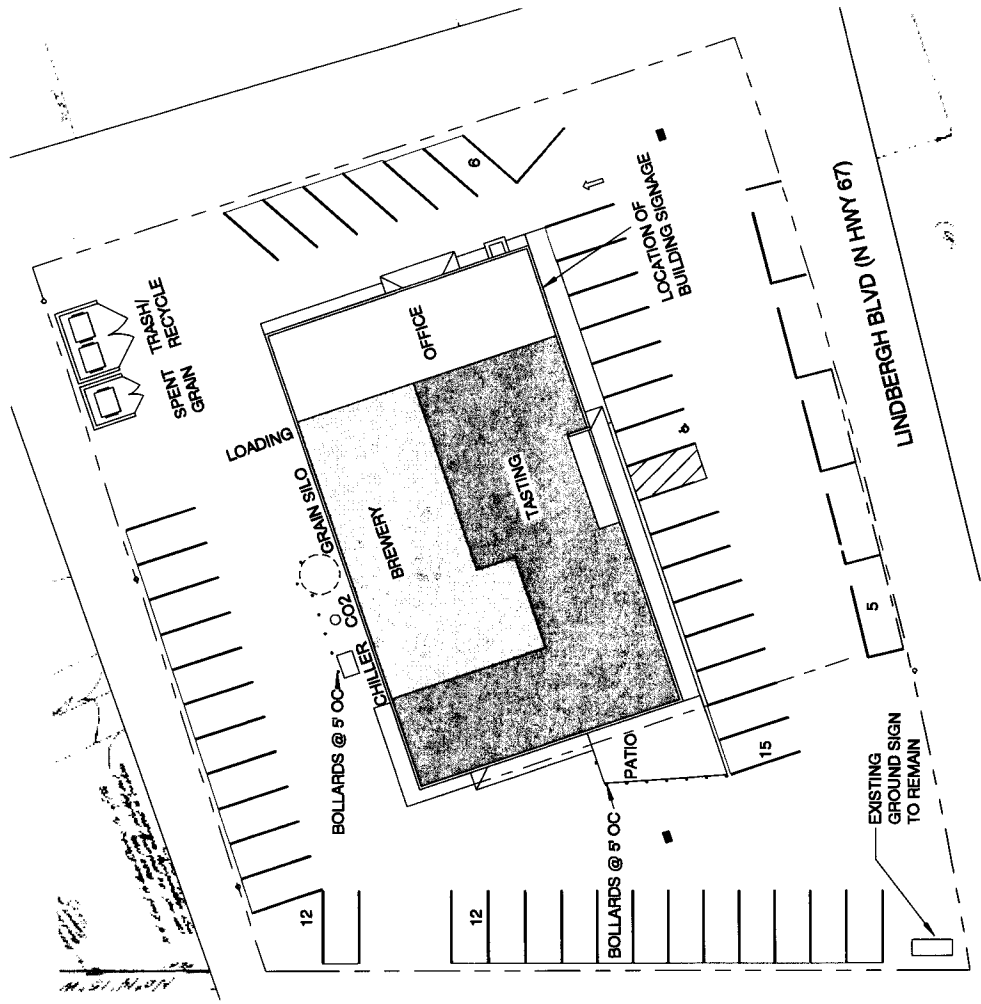 6
LOCATION OF
BUILDING SIGNAGE
TRASH/
RECYCLE
SPENT
GRAIN
OFFICE
LOADING
GRAIN SILO
BREWERY
TASTING
CO2
CHILLER
BOLLARDS @ 5' OC
LINDBERGH BLVD (N HWY 67)
5
PATIO
15
BOLLARDS @ 5' OC
EXISTING
GROUND SIGN
TO REMAIN
12
12